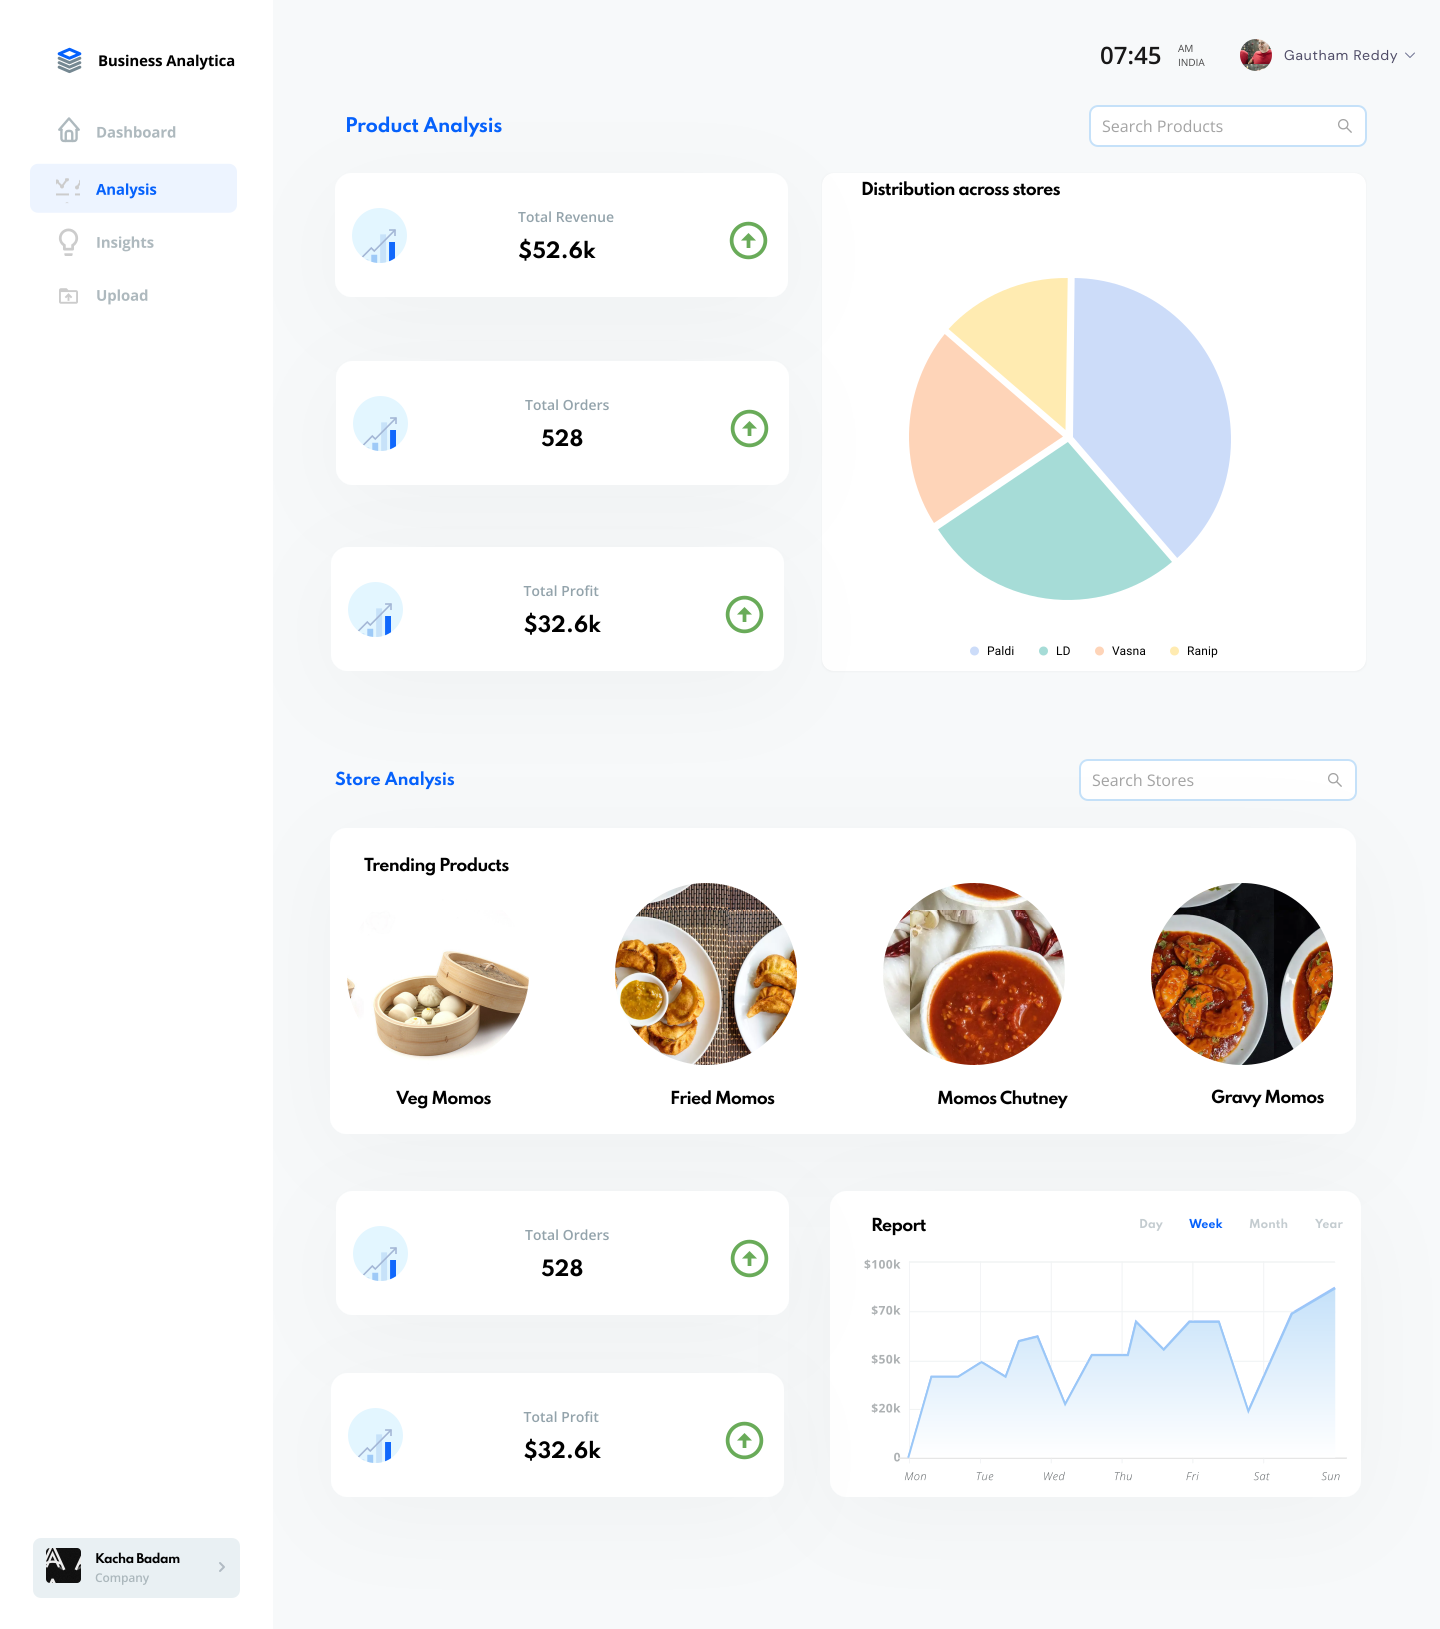 Business Analytica
Dashboard
Analysis
Insights
Upload
Kacha Badam
Company
07:45
AM
INDIA
Gautham Reddy
Product Analysis
Search Products
Total Revenue
$52.6k
Total Orders
528
Total Profit
$32.6k
Distribution across stores
Paldi
LD
Vasna
Ranip
Store Analysis
Search Stores
Trending Products
Veg Momos
Fried Momos
Momos Chutney
Gravy Momos
Total Orders
528
Total Profit
$32.6k
Report
Day Week Month Year
$100k
$70k
$50k
$20k
0
Mon Tue Wed Thu Fri Sat Sun